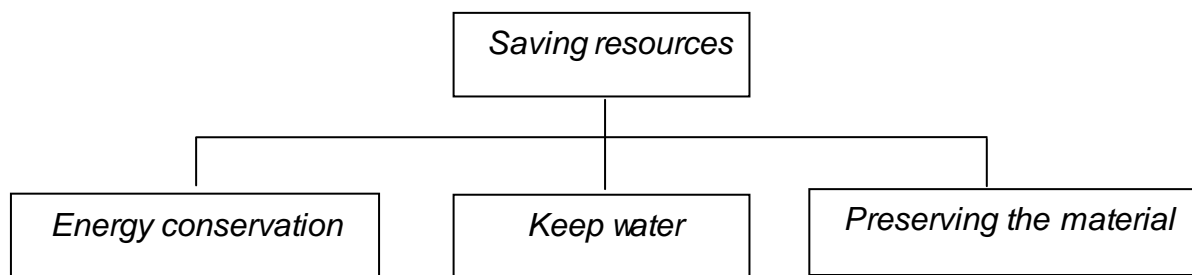 Saving resources
Energy conservation
Keep water
Preserving the material